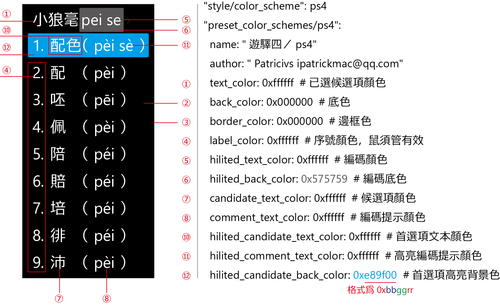 ① 小狼毫 pei se ⑤
⑩ ⑥
⑫ 1. 配色( pèi sè ) ⑪
④ 2. 配 ( pèi )
3. 呸 ( pēi ) ②
4. 佩 ( pèi ) ③
5. 陪 ( péi )
6. 賠 ( péi )
7. 培 ( péi )
8. 徘 ( péi )
9. 沛 ( pèi )
⑦ ⑧
"style/color_scheme": ps4
"preset_color_schemes/ps4":
name: "遊驛四／ ps4"
author: "Patricivs ipatrickmac@qq.com"
① text_color: 0xffffff # 已選候選項顏色
② back_color: 0x000000 # 底色
③ border_color: 0x000000 # 邊框色
④ label_color: 0xffffff # 序號顏色，鼠須管有效
⑤ hilited_text_color: 0xffffff # 編碼顏色
⑥ hilited_back_color: 0x575759 # 編碼底色
⑦ candidate_text_color: 0xffffff # 候選項顏色
⑧ comment_text_color: 0xffffff # 編碼提示顏色
⑩ hilited_candidate_text_color: 0xffffff # 首選項文本顏色
⑪ hilited_comment_text_color: 0xffffff # 高亮編碼提示顏色
⑫ hilited_candidate_back_color: 0xe89f00 # 首選項高亮背景色
格式爲 0xbbggrr